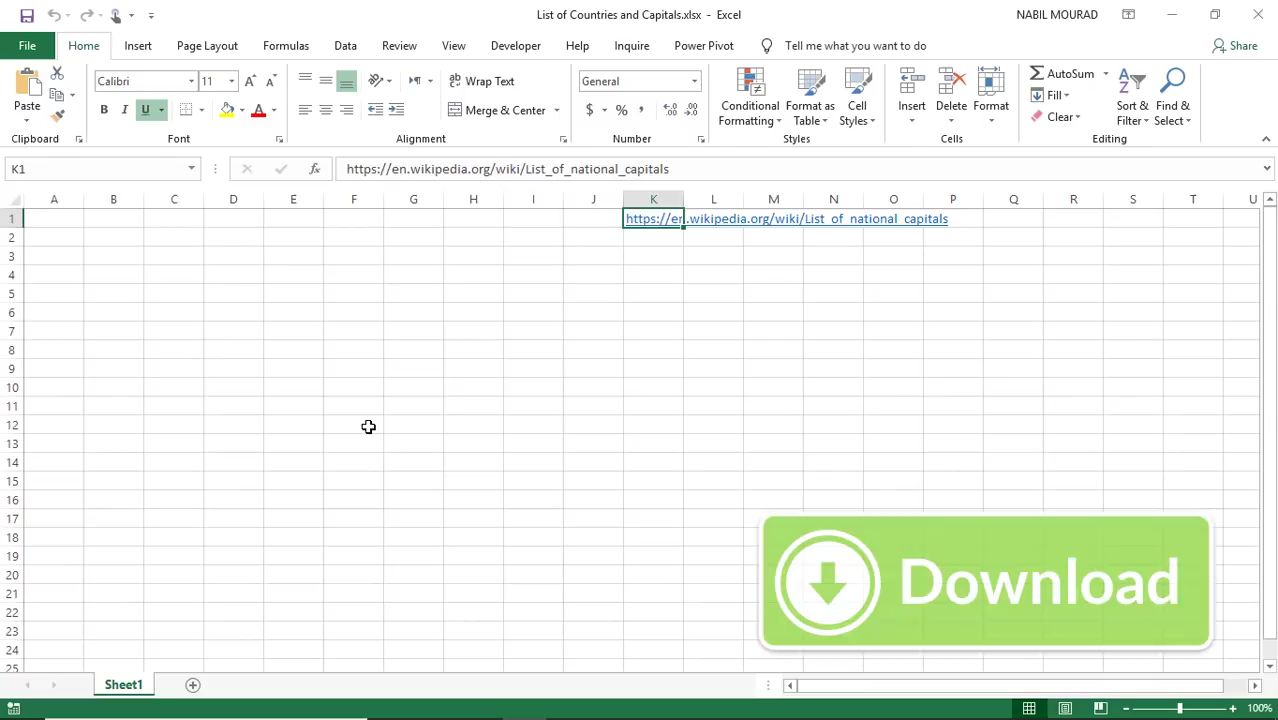 List of Countries and Capitals.xlsx - Excel
NABIL MOURAD
File Home Insert Page Layout Formulas Data Review View Developer Help Inquire Power Pivot Tell me what you want to do Share
Paste
Clipboard
Calibri 11
B I U
Font
Wrap Text
Merge & Center
Alignment
General
$ % ,
Number
Conditional Formatting
Format as Table
Cell Styles
Styles
Insert
Delete
Format
Cells
AutoSum
Fill
Clear
Sort & Filter
Find & Select
Editing
K1
fx
https://en.wikipedia.org/wiki/List_of_national_capitals
A B C D E F G H I J K L M N O P Q R S T U
1 https://en.wikipedia.org/wiki/List_of_national_capitals
2
3
4
5
6
7
8
9
10
11
12
13
14
15
16
17
18
19
20
21
22
23
24
25
Download
Sheet1
100%